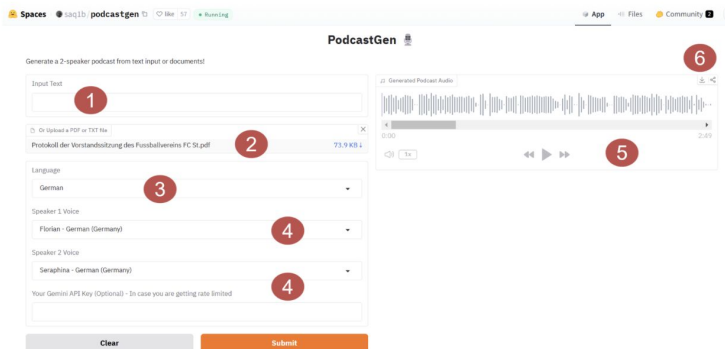 Spaces saqib/podcastgen like 57 Running App Files Community 2
PodcastGen
6
Generate a 2-speaker podcast from text input or documents!
Input Text
1
Or Upload a PDF or TXT file
Protokoll der Vorstandssitzung des Fussballvereins FC St.pdf 2 73.9 KB ↓
Language
German 3
Speaker 1 Voice
Florian - German (Germany) 4
Speaker 2 Voice
Seraphina - German (Germany)
4
Your Gemini API Key (Optional) - In case you are getting rate limited
Clear Submit
Generated Podcast Audio
0:00 2:49
1x 5